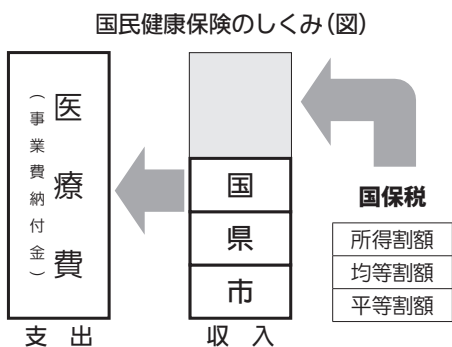 国民健康保険のしくみ(図)
医療費
(事業費納付金)
国
県
市
国保税
所得割額
均等割額
平等割額
支出
収入